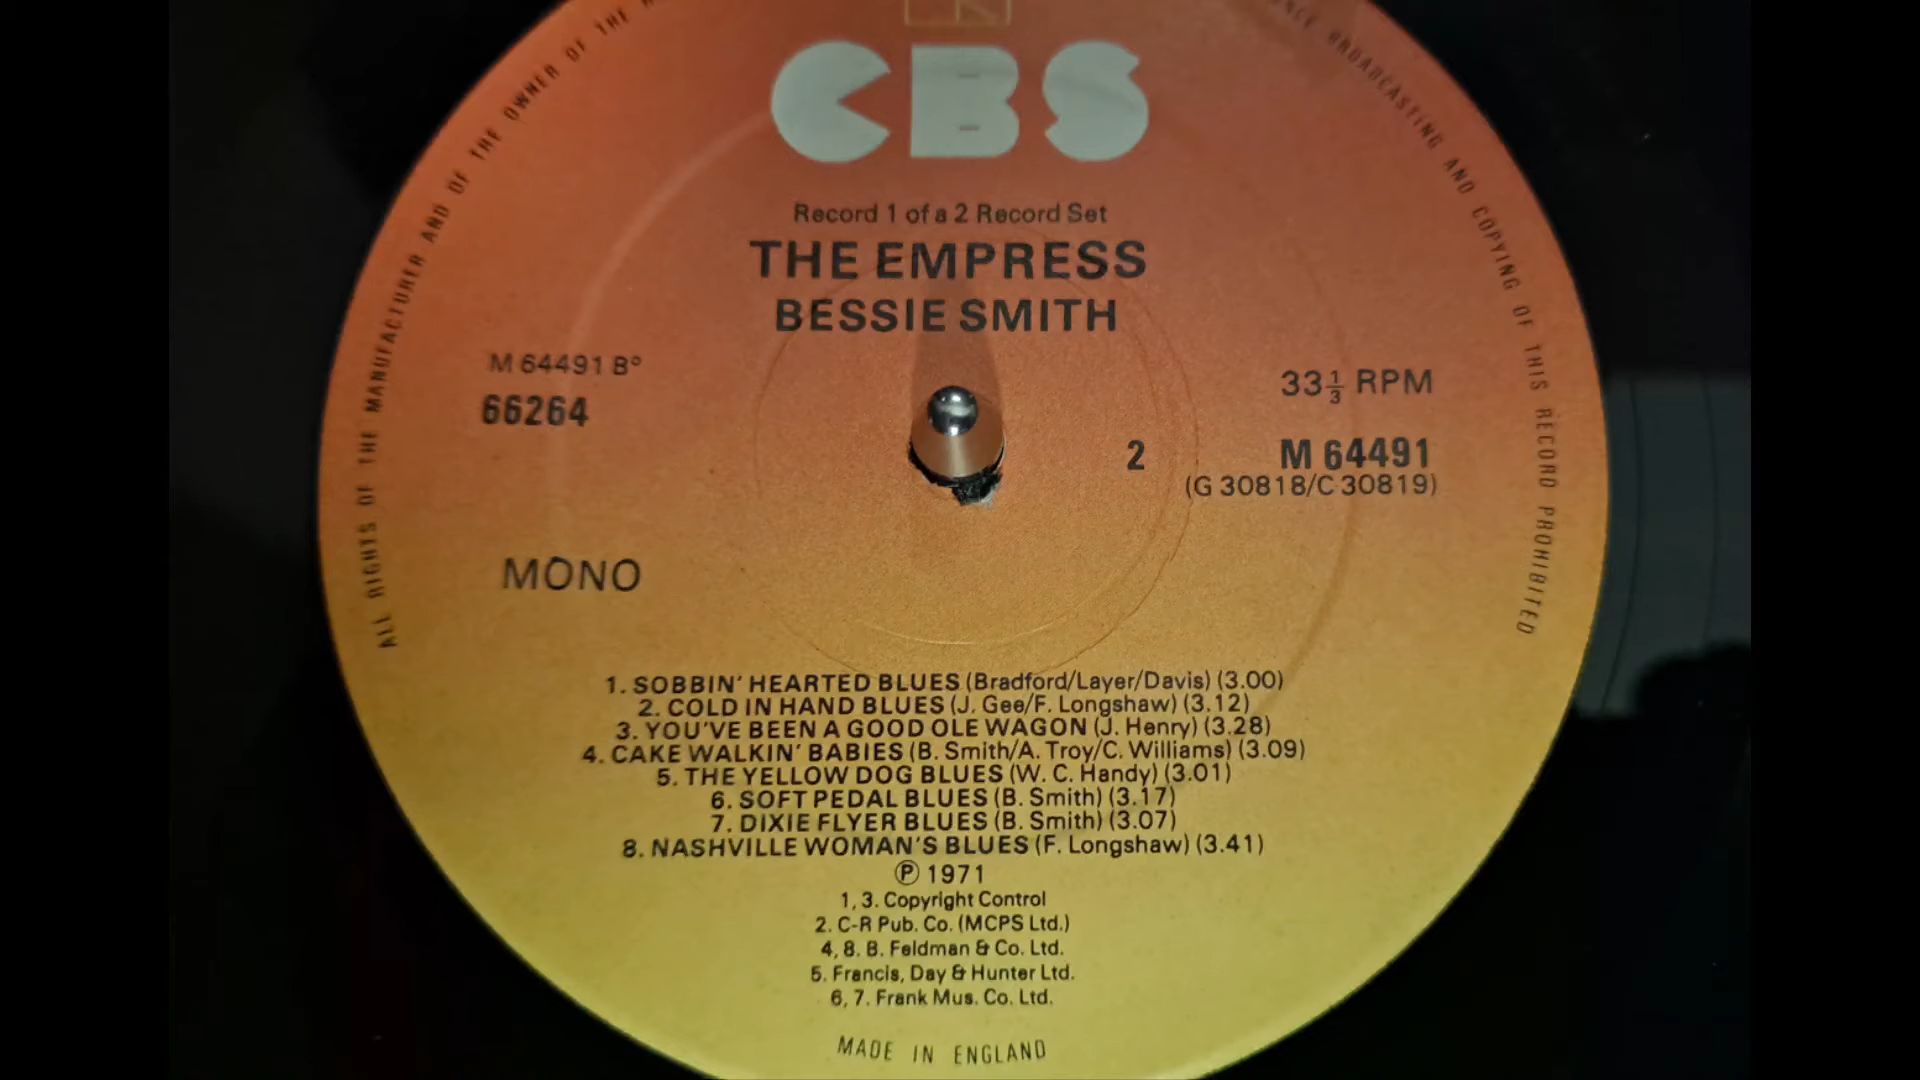 CBS
Record 1 of a 2 Record Set
THE EMPRESS
BESSIE SMITH
M 64491 B°
66264
33⅓ RPM
2
M 64491
(G 30818/C 30819)
MONO
1. SOBBIN' HEARTED BLUES (Bradford/Layer/Davis) (3.00)
2. COLD IN HAND BLUES (J. Gee/F. Longshaw) (3.12)
3. YOU'VE BEEN A GOOD OLE WAGON (J. Henry) (3.28)
4. CAKE WALKIN' BABIES (B. Smith/A. Troy/C. Williams) (3.09)
5. THE YELLOW DOG BLUES (W. C. Handy) (3.01)
6. SOFT PEDAL BLUES (B. Smith) (3.17)
7. DIXIE FLYER BLUES (B. Smith) (3.07)
8. NASHVILLE WOMAN'S BLUES (F. Longshaw) (3.41)
℗ 1971
1, 3. Copyright Control
2. C-R Pub. Co. (MCPS Ltd.)
4, 8. B. Feldman & Co. Ltd.
5. Francis, Day & Hunter Ltd.
6, 7. Frank Mus. Co. Ltd.
MADE IN ENGLAND
ALL RIGHTS OF THE MANUFACTURER AND OF THE OWNER OF THE
BROADCASTING AND COPYING OF THIS RECORD PROHIBITED